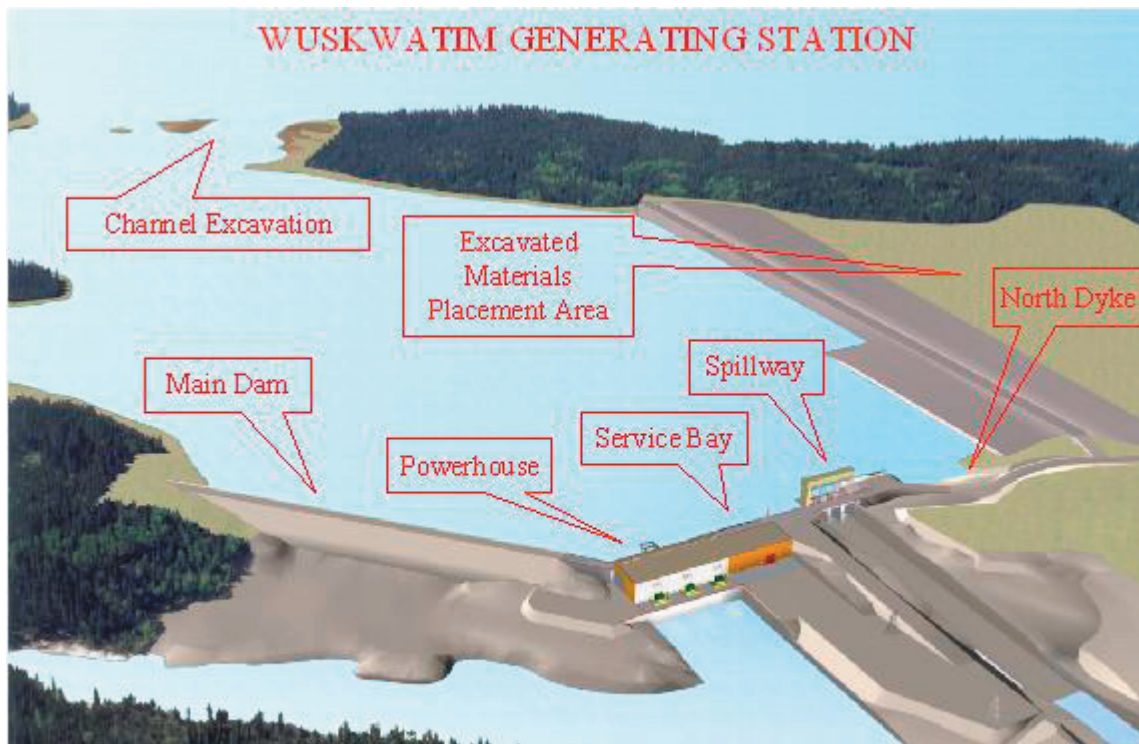 WUSKWATIM GENERATING STATION
Channel Excavation
Excavated
Materials
Placement Area
North Dyke
Main Dam
Spillway
Service Bay
Powerhouse